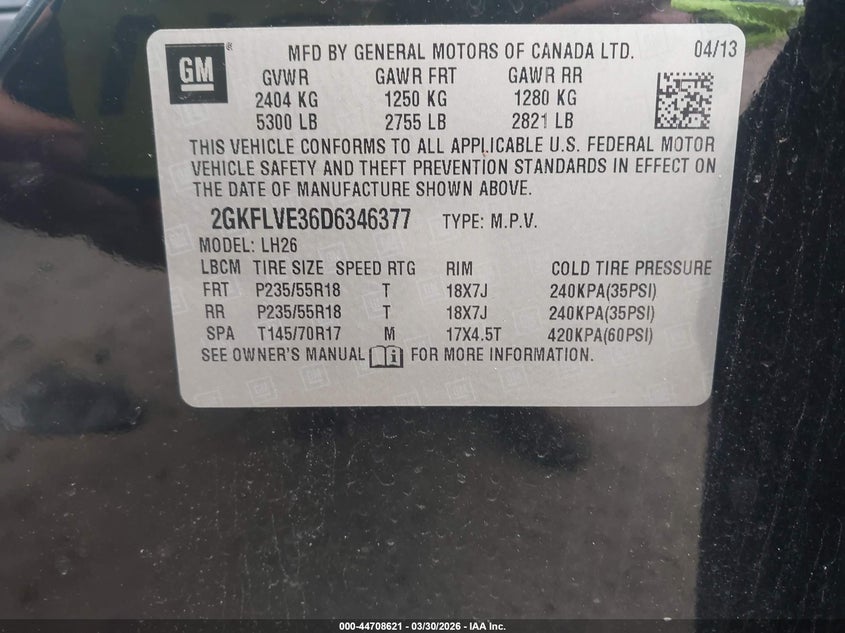 GM ® MFD BY GENERAL MOTORS OF CANADA LTD. 04/13
GVWR GAWR FRT GAWR RR
2404 KG 1250 KG 1280 KG
5300 LB 2755 LB 2821 LB
THIS VEHICLE CONFORMS TO ALL APPLICABLE U.S. FEDERAL MOTOR
VEHICLE SAFETY AND THEFT PREVENTION STANDARDS IN EFFECT ON
THE DATE OF MANUFACTURE SHOWN ABOVE.
2GKFLVE36D6346377 TYPE: M.P.V.
MODEL: LH26
LBCM TIRE SIZE SPEED RTG RIM COLD TIRE PRESSURE
FRT P235/55R18 T 18X7J 240KPA(35PSI)
RR P235/55R18 T 18X7J 240KPA(35PSI)
SPA T145/70R17 M 17X4.5T 420KPA(60PSI)
SEE OWNER'S MANUAL FOR MORE INFORMATION.
000-44708621 | 03/30/2026 - IAA Inc.